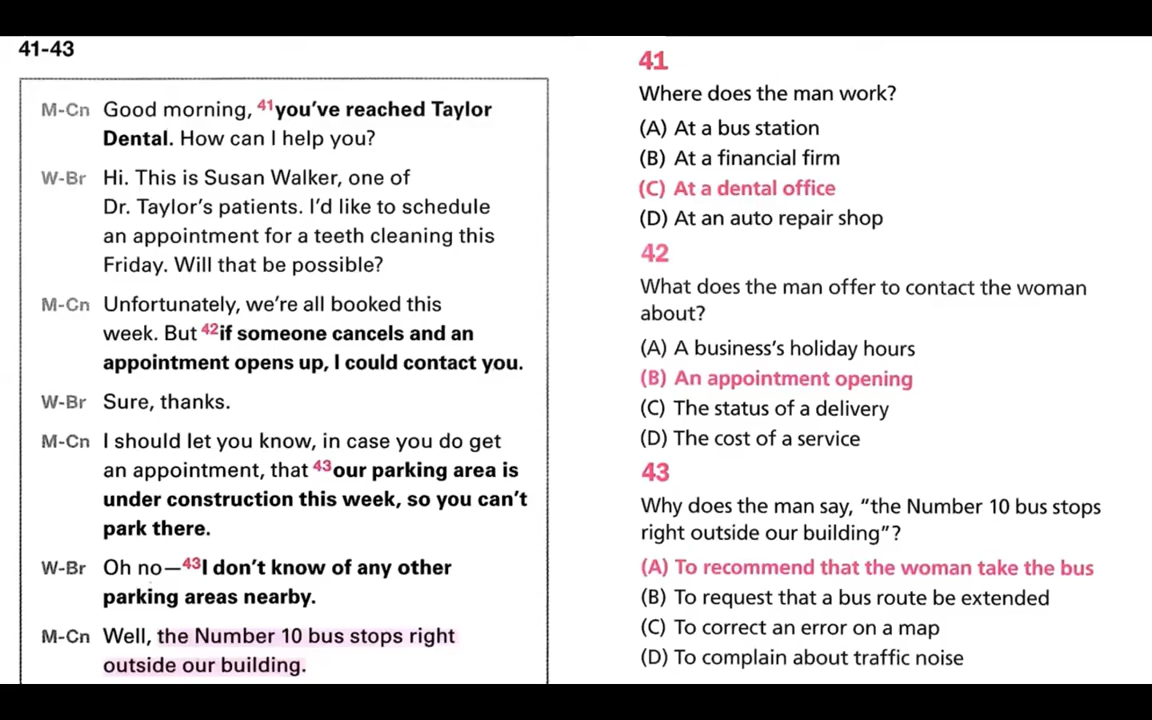 41-43
M-Cn Good morning, 41you've reached Taylor
Dental. How can I help you?
W-Br Hi. This is Susan Walker, one of
Dr. Taylor's patients. I'd like to schedule
an appointment for a teeth cleaning this
Friday. Will that be possible?
M-Cn Unfortunately, we're all booked this
week. But 42if someone cancels and an
appointment opens up, I could contact you.
W-Br Sure, thanks.
M-Cn I should let you know, in case you do get
an appointment, that 43our parking area is
under construction this week, so you can't
park there.
W-Br Oh no—43I don't know of any other
parking areas nearby.
M-Cn Well, the Number 10 bus stops right
outside our building.
41
Where does the man work?
(A) At a bus station
(B) At a financial firm
(C) At a dental office
(D) At an auto repair shop
42
What does the man offer to contact the woman
about?
(A) A business's holiday hours
(B) An appointment opening
(C) The status of a delivery
(D) The cost of a service
43
Why does the man say, "the Number 10 bus stops
right outside our building"?
(A) To recommend that the woman take the bus
(B) To request that a bus route be extended
(C) To correct an error on a map
(D) To complain about traffic noise